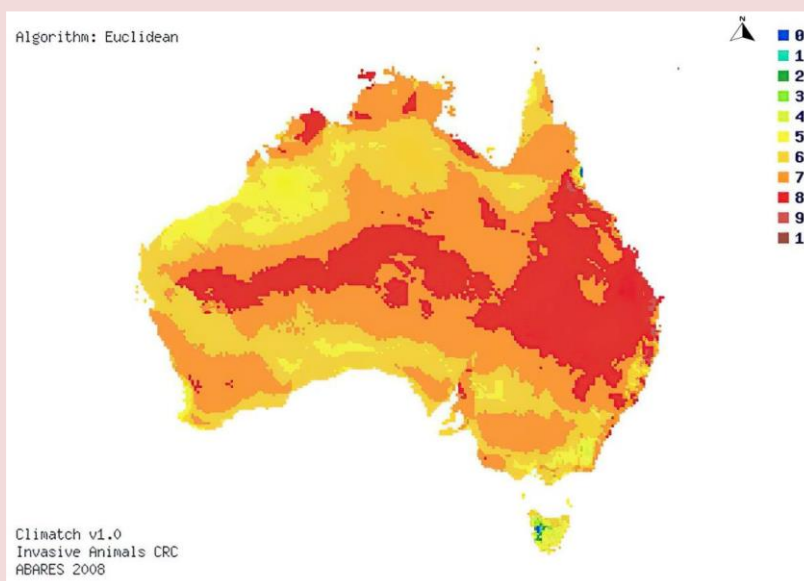 Algorithm: Euclidean
N
0
1
2
3
4
5
6
7
8
9
1
Climatch v1.0
Invasive Animals CRC
ABARES 2008